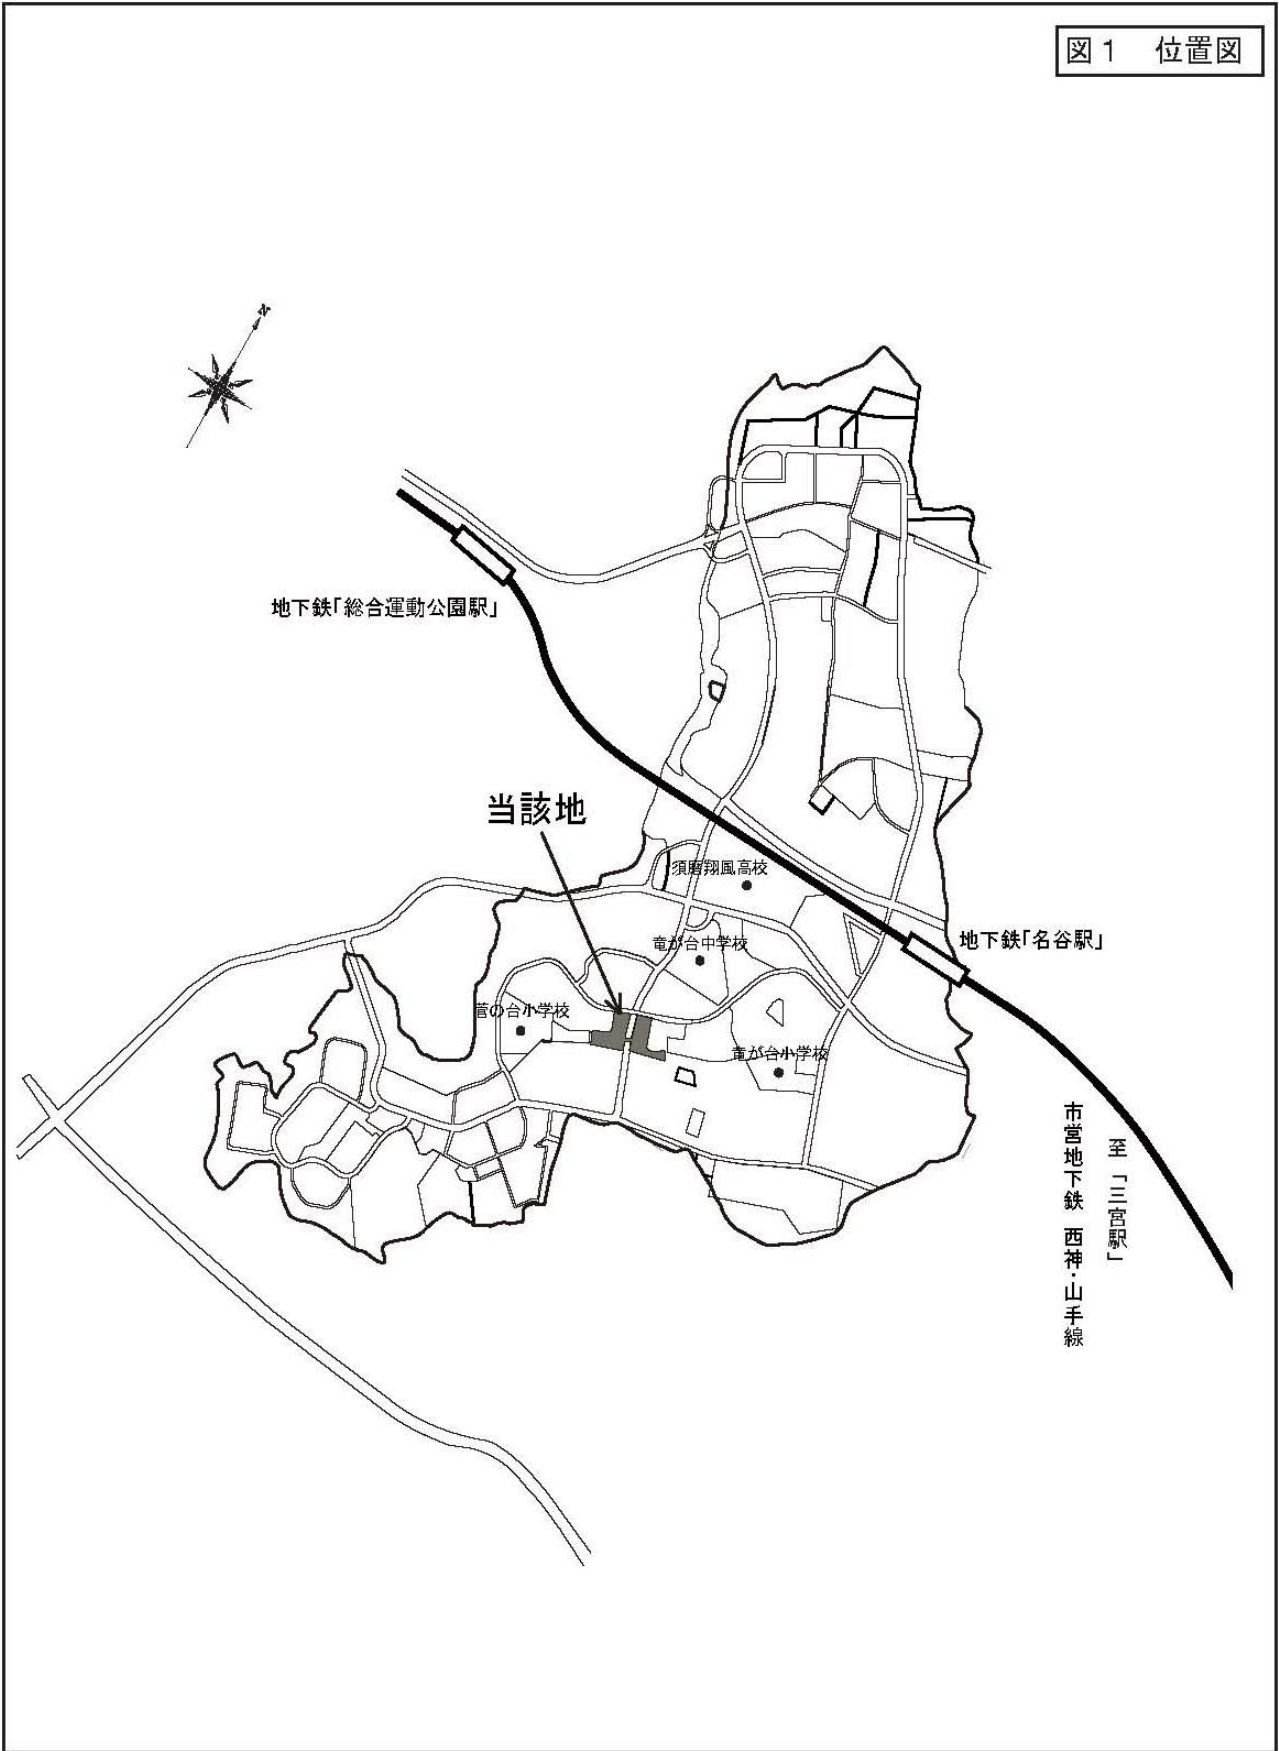 図1 位置図
N
地下鉄「総合運動公園駅」
当該地
須磨翔風高校
竜が台中学校
地下鉄「名谷駅」
菅の台小学校
竜が台小学校
市営地下鉄 西神・山手線
至「三宮駅」